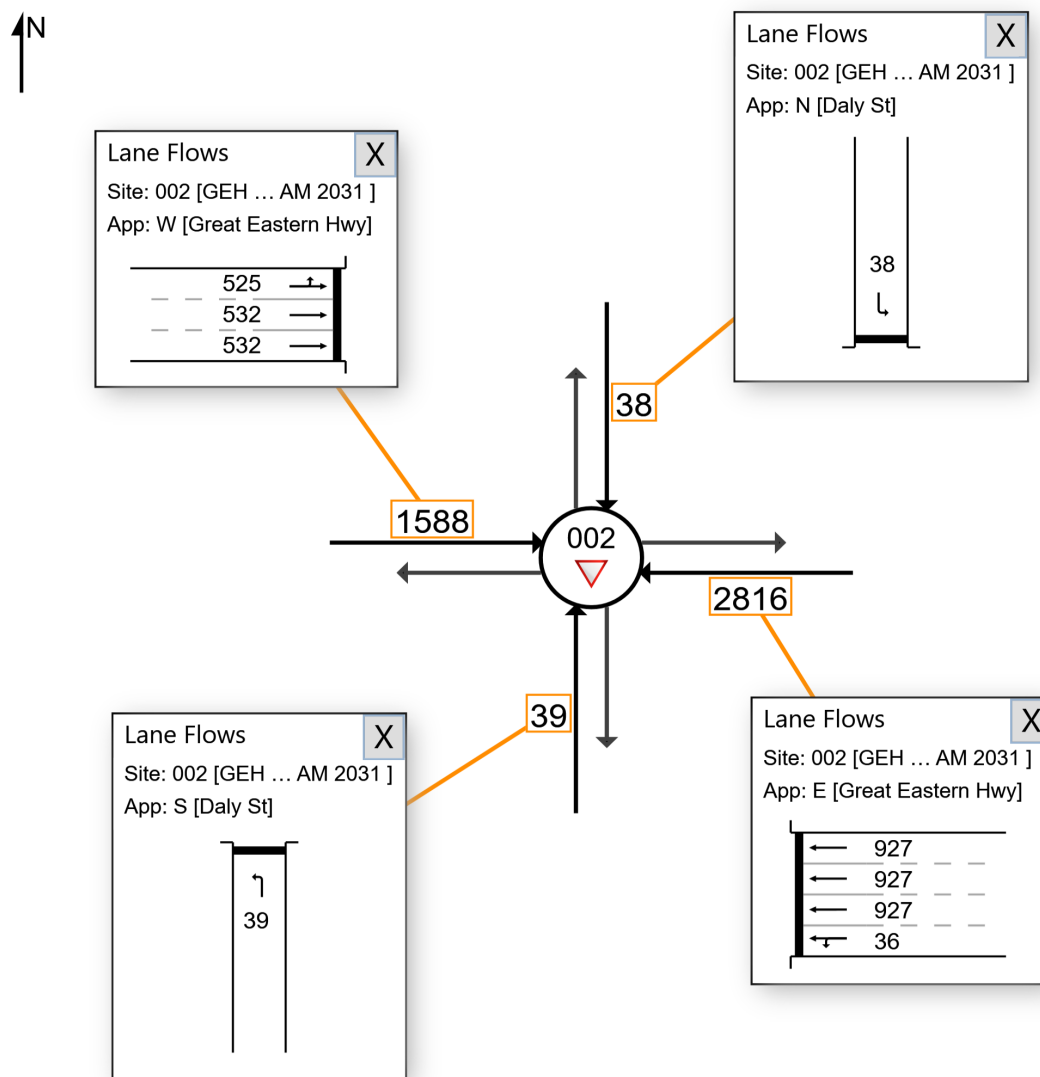 N
Lane Flows
X
Site: 002 [GEH ... AM 2031 ]
App: N [Daly St]
38
Lane Flows
X
Site: 002 [GEH ... AM 2031 ]
App: W [Great Eastern Hwy]
525
532
532
38
1588
002
2816
39
Lane Flows
X
Site: 002 [GEH ... AM 2031 ]
App: S [Daly St]
39
Lane Flows
X
Site: 002 [GEH ... AM 2031 ]
App: E [Great Eastern Hwy]
927
927
927
36